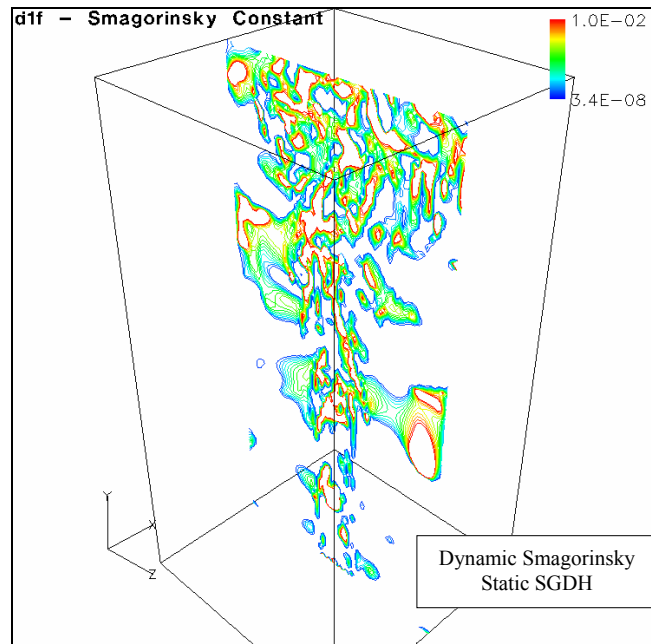 d1f – Smagorinsky Constant
1.0E-02
3.4E-08
Y
X
Z
Dynamic Smagorinsky
Static SGDH